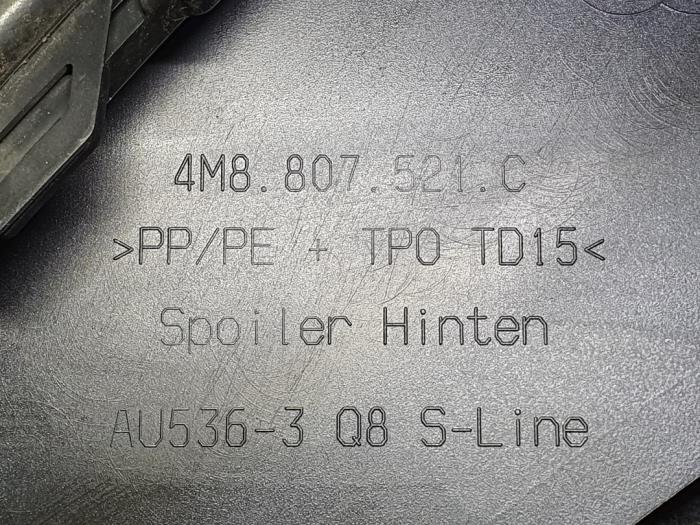 4M8.807.521.C
>PP/PE + TPO TD15<
Spoiler Hinten
AU536-3 Q8 S-Line